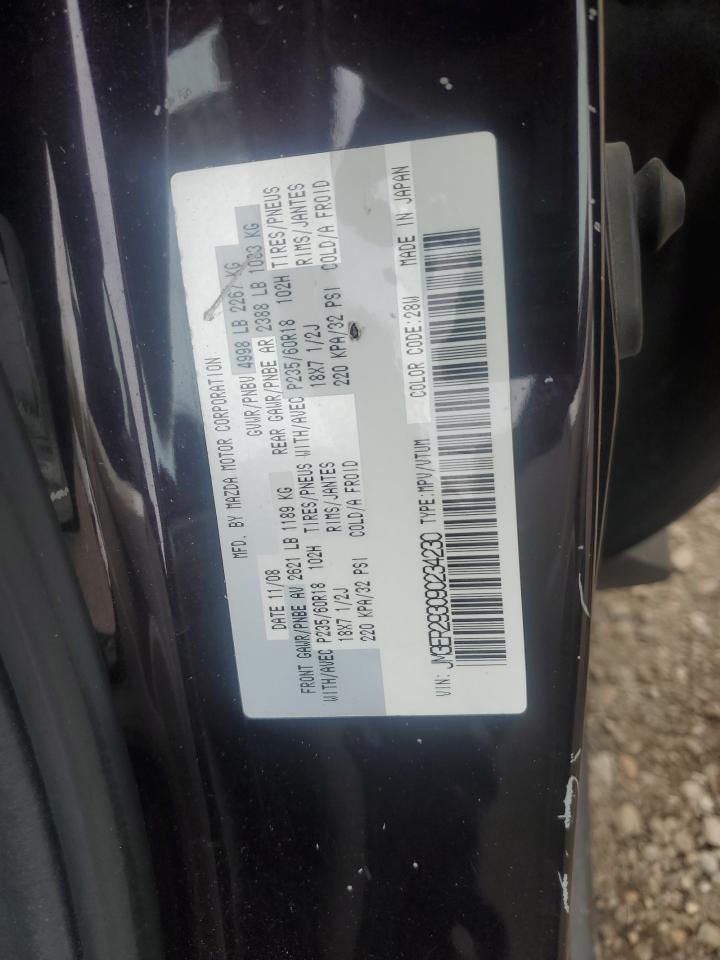 MFD. BY MAZDA MOTOR CORPORATION
DATE 11/08 GVWR/PNBV 4998 LB 2267 KG
FRONT GAWR/PNBE AV 2621 LB 1189 KG REAR GAWR/PNBE AR 2388 LB 1083 KG
WITH/AVEC P235/60R18 102H TIRES/PNEUS WITH/AVEC P235/60R18 102H TIRES/PNEUS
18X7 1/2J RIMS/JANTES 18X7 1/2J RIMS/JANTES
220 KPA/32 PSI COLD/A FROID 220 KPA/32 PSI COLD/A FROID
COLOR CODE:28W MADE IN JAPAN
VIN: JM3ER293090234230 TYPE:MPV/VTUM